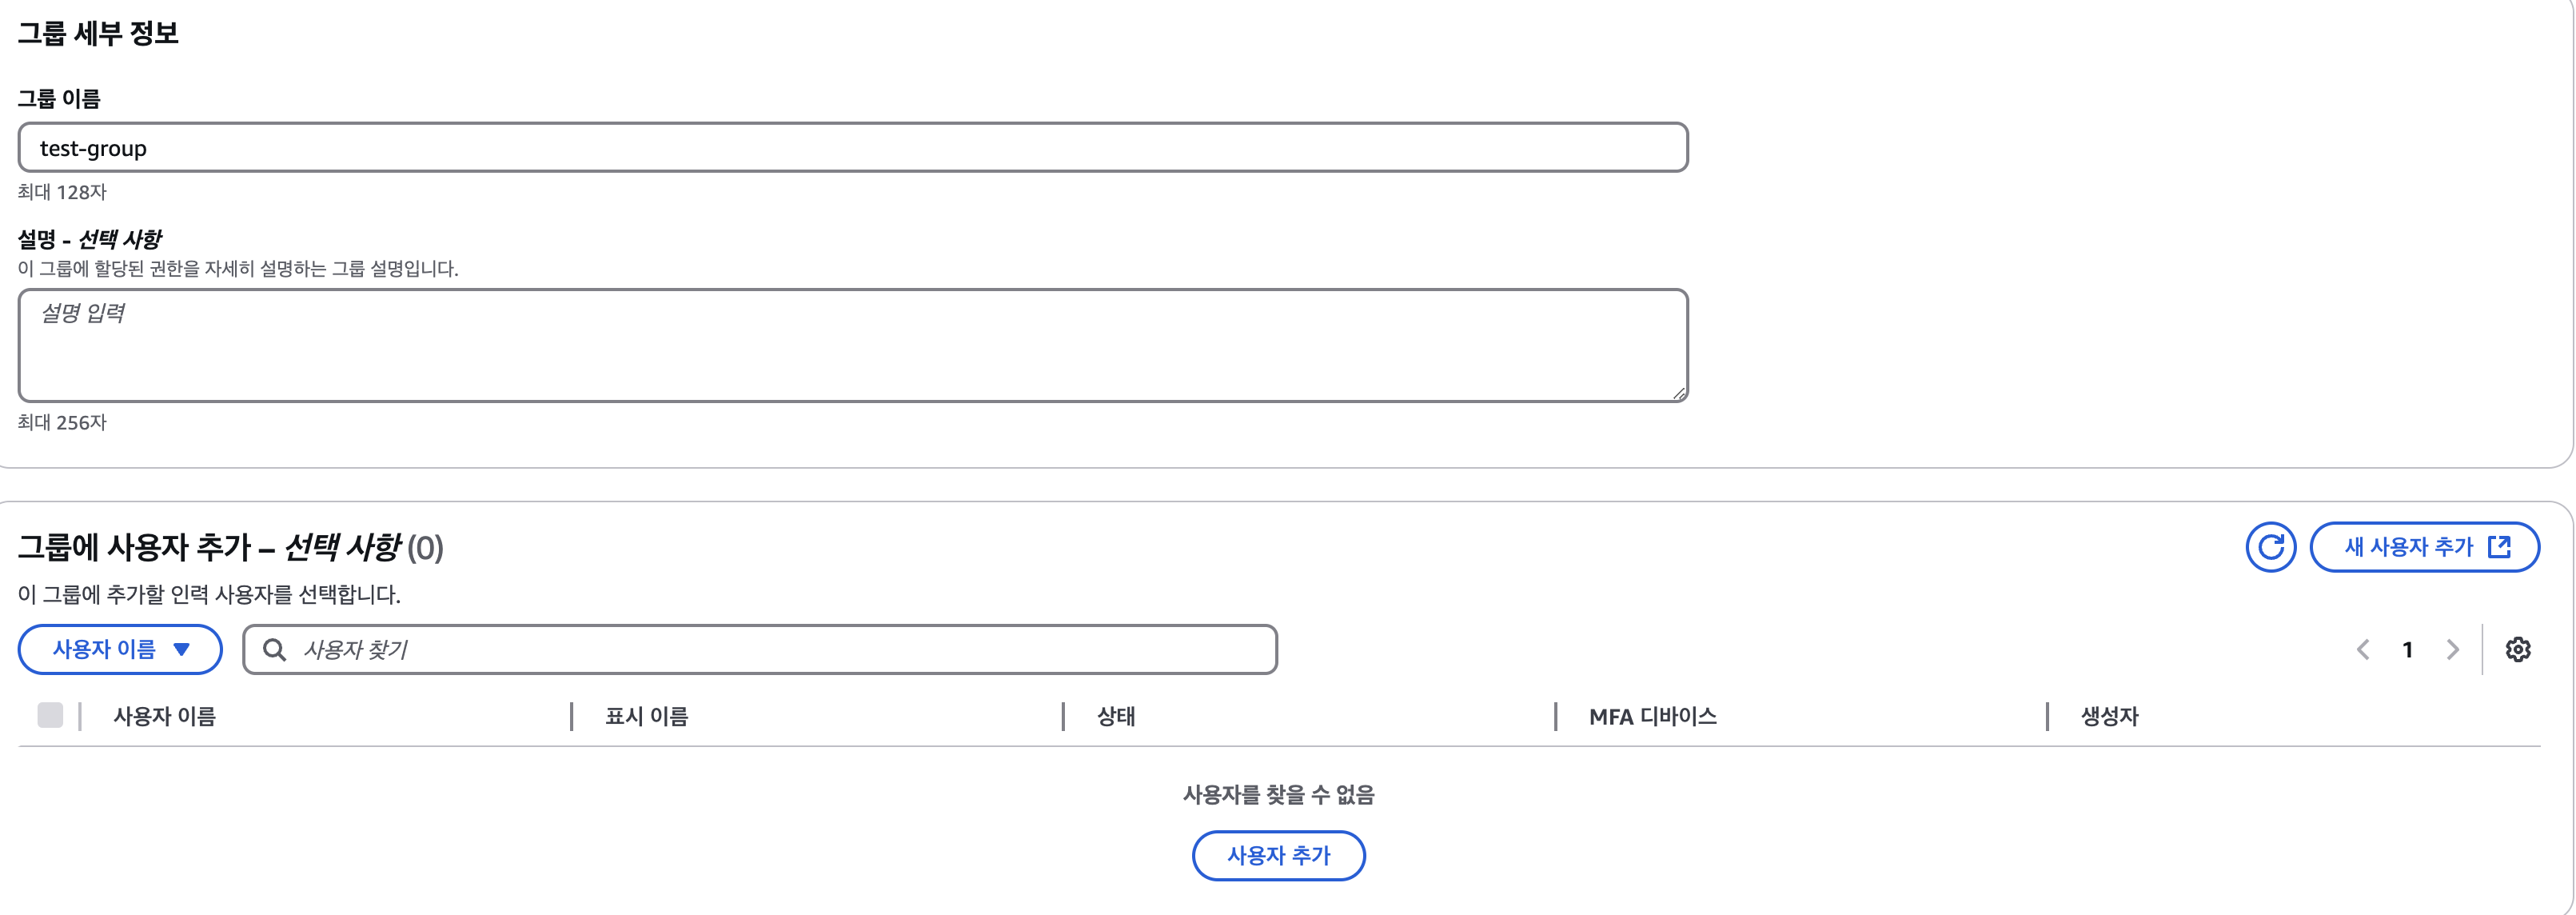 그룹 세부 정보
그룹 이름
test-group
최대 128자
설명 - 선택 사항
이 그룹에 할당된 권한을 자세히 설명하는 그룹 설명입니다.
설명 입력
최대 256자
그룹에 사용자 추가 – 선택 사항 (0)
새 사용자 추가
이 그룹에 추가할 인력 사용자를 선택합니다.
사용자 이름
사용자 찾기
1
사용자 이름
표시 이름
상태
MFA 디바이스
생성자
사용자를 찾을 수 없음
사용자 추가